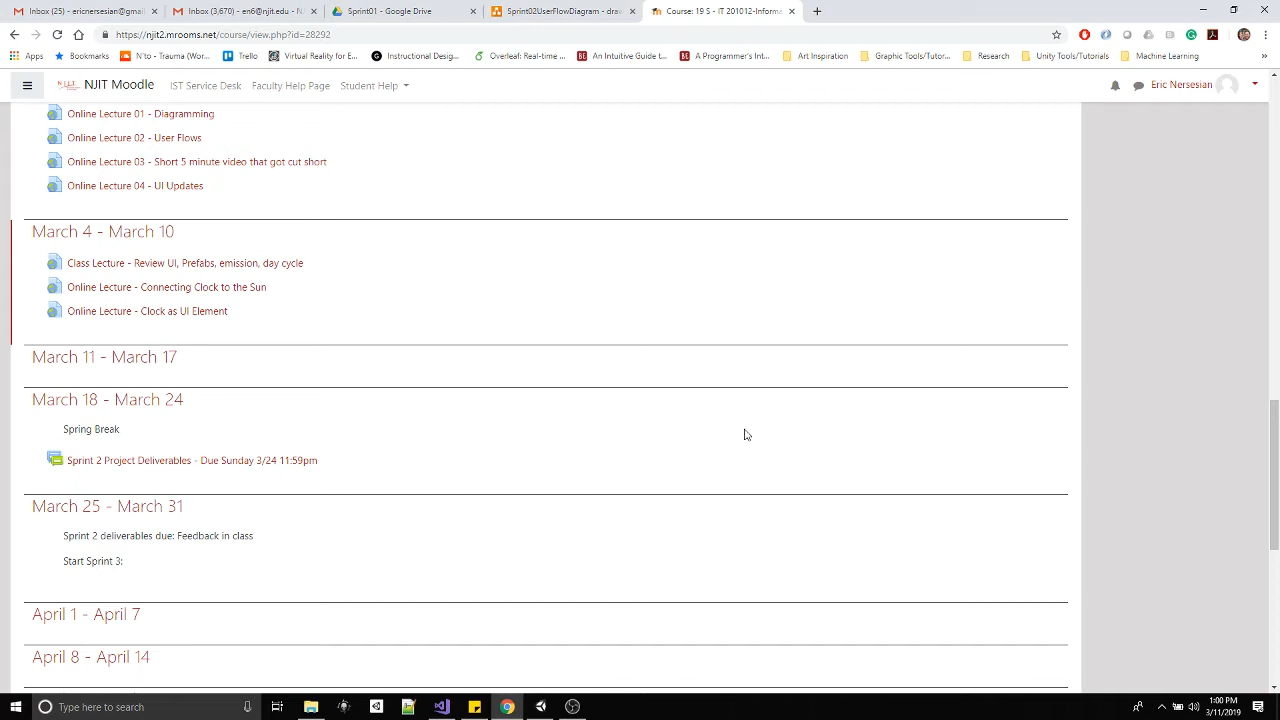 Inbox (25) - ericnersesian@gmail
Inbox (3,670) - en6@njit.edu - NJ
Sprint01 - Google Drive
Sprint02UserFlowDiagram - draw
Course: 19 S - IT 201012-Informa
https://njit2.mrooms.net/course/view.php?id=28292
Apps
Bookmarks
N'to - Trauma (Wor...
Trello
Virtual Reality for E...
Instructional Desig...
Overleaf: Real-time ...
An Intuitive Guide t...
A Programmer's Int...
Art Inspiration
Graphic Tools/Tutor...
Research
Unity Tools/Tutorials
Machine Learning
NJIT Moodle
IST Service Desk
Faculty Help Page
Student Help
Eric Nersesian
Online Lecture 01 - Diagramming
Online Lecture 02 - User Flows
Online Lecture 03 - Short 5 minute video that got cut short
Online Lecture 04 - UI Updates
March 4 - March 10
Class Lecture - Review UI, Prefabs, emission, day cycle
Online Lecture - Connecting Clock to the Sun
Online Lecture - Clock as UI Element
March 11 - March 17
March 18 - March 24
Spring Break
Sprint 2 Project Deliverables - Due Sunday 3/24 11:59pm
March 25 - March 31
Sprint 2 deliverables due: Feedback in class
Start Sprint 3:
April 1 - April 7
April 8 - April 14
Type here to search
1:00 PM
3/11/2019